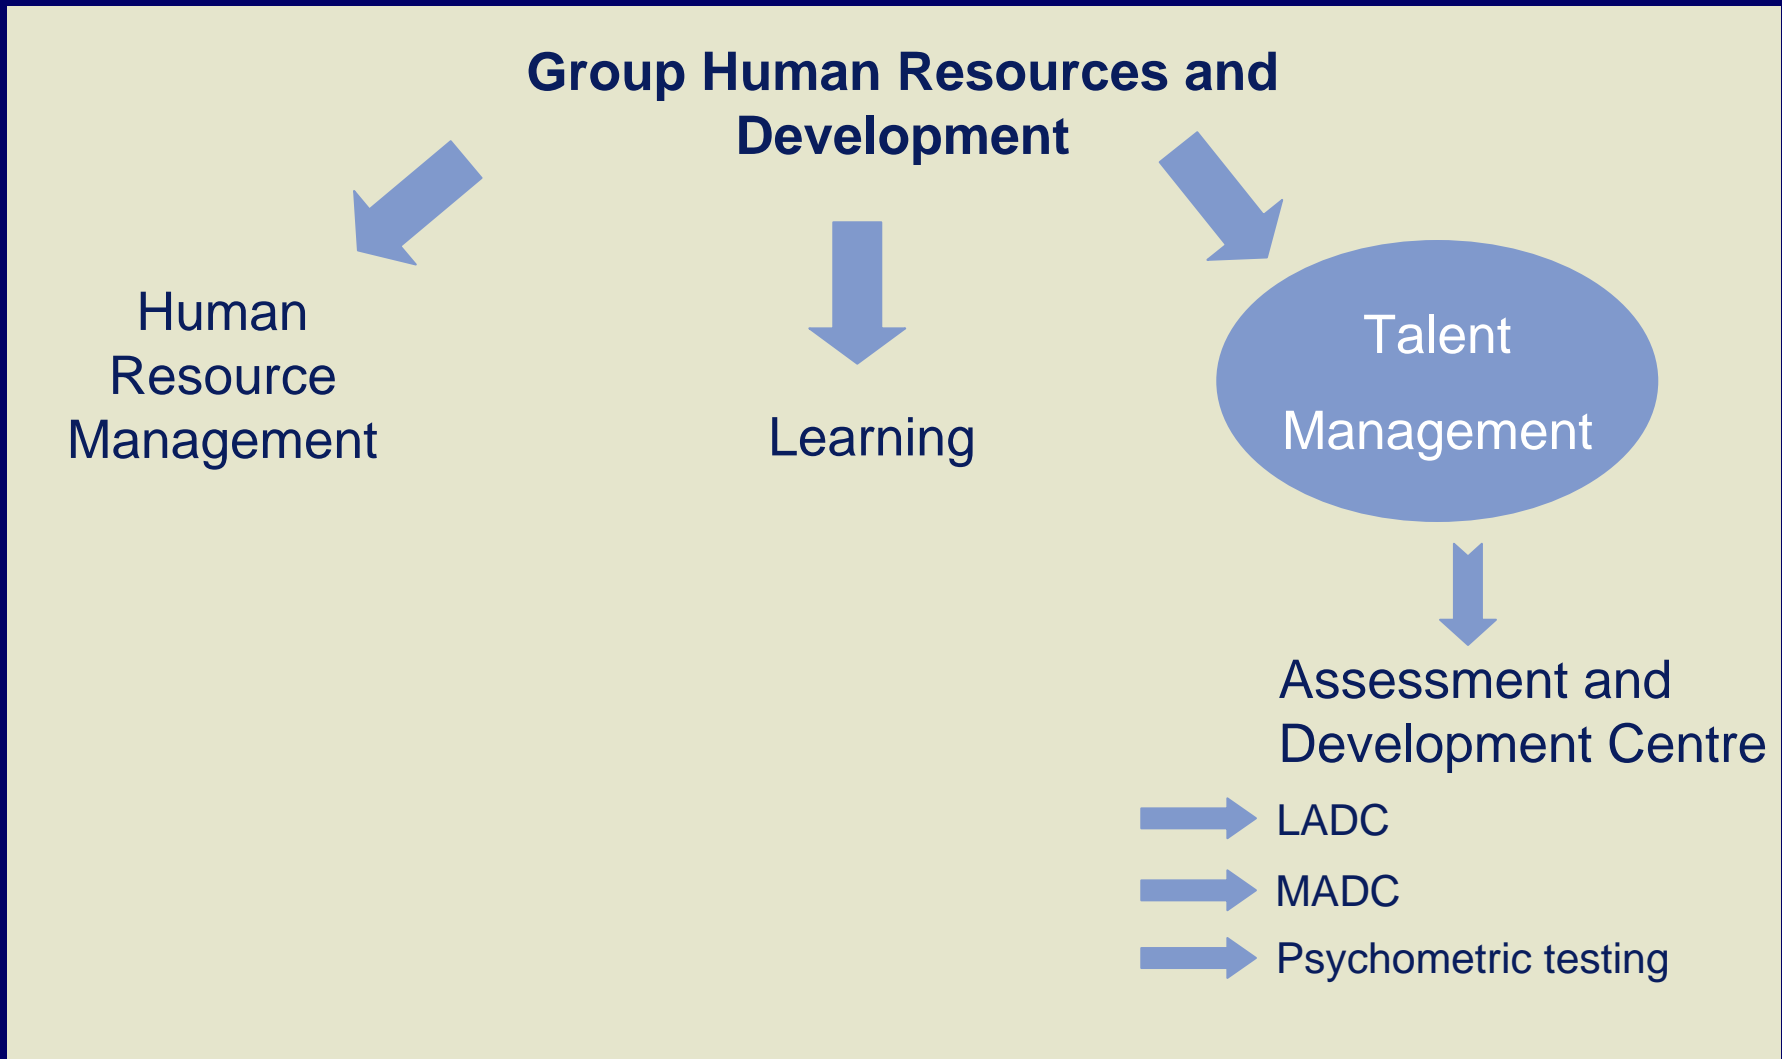 Group Human Resources and
Development
Human
Resource
Management
Learning
Talent
Management
Assessment and
Development Centre
LADC
MADC
Psychometric testing